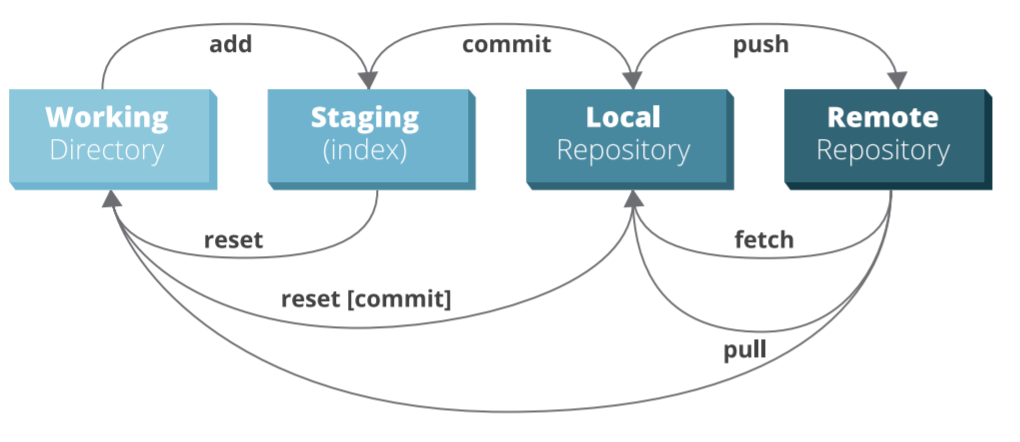 add
commit
push
Working
Directory
Staging
(index)
Local
Repository
Remote
Repository
reset
fetch
reset [commit]
pull